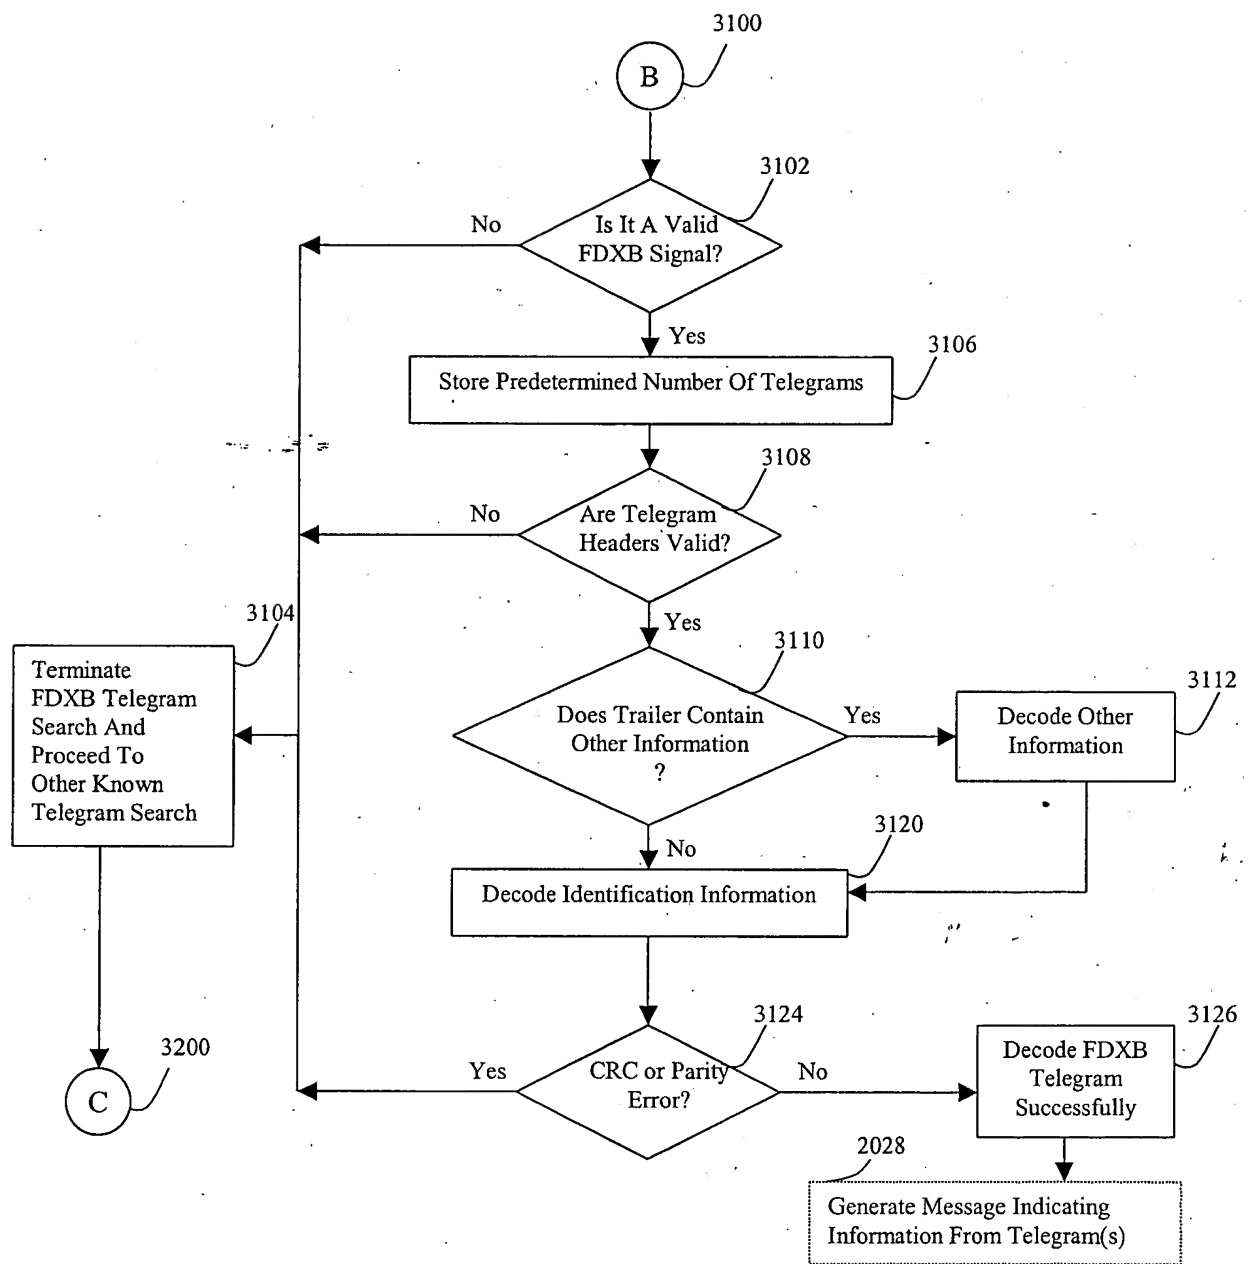 3100
B
3102
Is It A Valid
FDXB Signal?
No
Yes
3106
Store Predetermined Number Of Telegrams
3108
Are Telegram
Headers Valid?
No
Yes
3104
Terminate
FDXB Telegram
Search And
Proceed To
Other Known
Telegram Search
3110
Does Trailer Contain
Other Information
?
Yes
3112
Decode Other
Information
No
3120
Decode Identification Information
3124
CRC or Parity
Error?
Yes
No
3126
Decode FDXB
Telegram
Successfully
3200
C
2028
Generate Message Indicating
Information From Telegram(s)